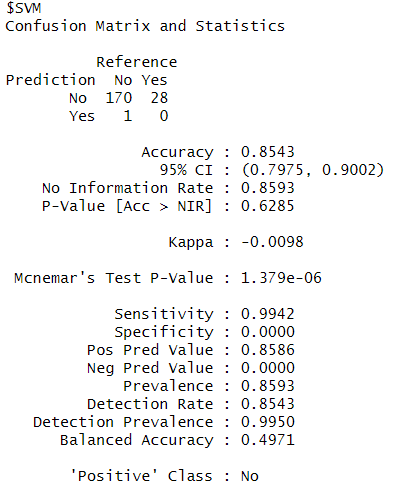 $SVM
Confusion Matrix and Statistics
Reference
Prediction No Yes
No 170 28
Yes 1 0
Accuracy : 0.8543
95% CI : (0.7975, 0.9002)
No Information Rate : 0.8593
P-Value [Acc > NIR] : 0.6285
Kappa : -0.0098
Mcnemar's Test P-Value : 1.379e-06
Sensitivity : 0.9942
Specificity : 0.0000
Pos Pred Value : 0.8586
Neg Pred Value : 0.0000
Prevalence : 0.8593
Detection Rate : 0.8543
Detection Prevalence : 0.9950
Balanced Accuracy : 0.4971
'Positive' Class : No